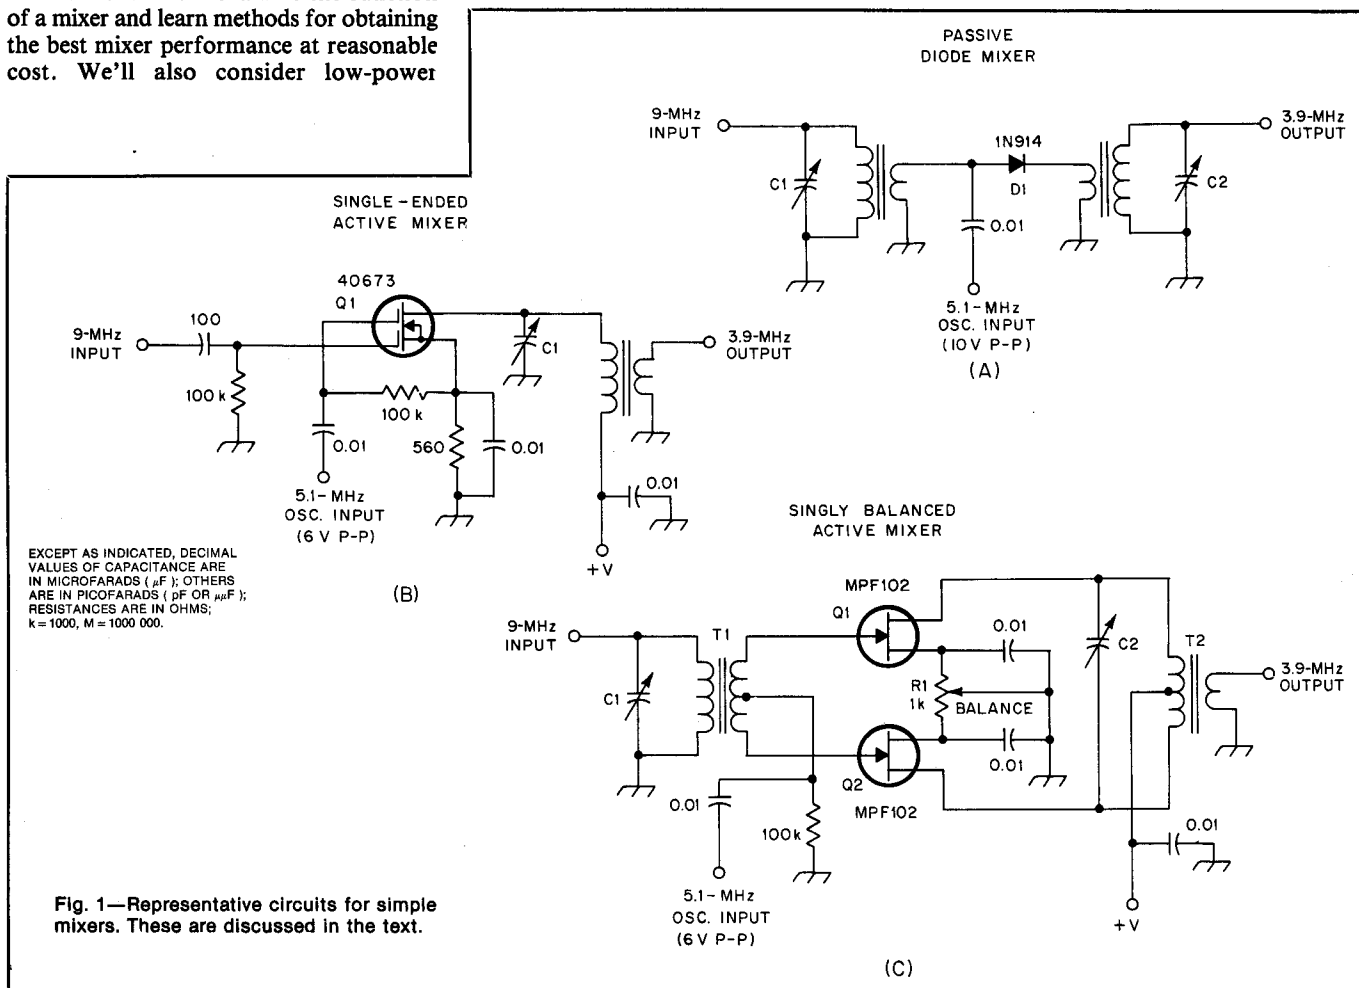 of a mixer and learn methods for obtaining
the best mixer performance at reasonable
cost. We'll also consider low-power
PASSIVE
DIODE MIXER
9-MHz
INPUT
C1
1N914
D1
0.01
5.1-MHz
OSC. INPUT
(10V P-P)
C2
3.9-MHz
OUTPUT
(A)
SINGLE-ENDED
ACTIVE MIXER
40673
Q1
9-MHz
INPUT
100
100k
100k
0.01
560
0.01
C1
3.9-MHz
OUTPUT
5.1-MHz
OSC. INPUT
(6V P-P)
0.01
+V
(B)
EXCEPT AS INDICATED, DECIMAL
VALUES OF CAPACITANCE ARE
IN MICROFARADS (µF); OTHERS
ARE IN PICOFARADS (pF OR µµF);
RESISTANCES ARE IN OHMS;
k=1000, M=1000 000.
SINGLY BALANCED
ACTIVE MIXER
9-MHz
INPUT
C1
T1
MPF102
Q1
0.01
R1
1k
BALANCE
0.01
Q2
MPF102
0.01
100k
5.1-MHz
OSC. INPUT
(6V P-P)
C2
T2
3.9-MHz
OUTPUT
0.01
+V
(C)
Fig. 1—Representative circuits for simple
mixers. These are discussed in the text.